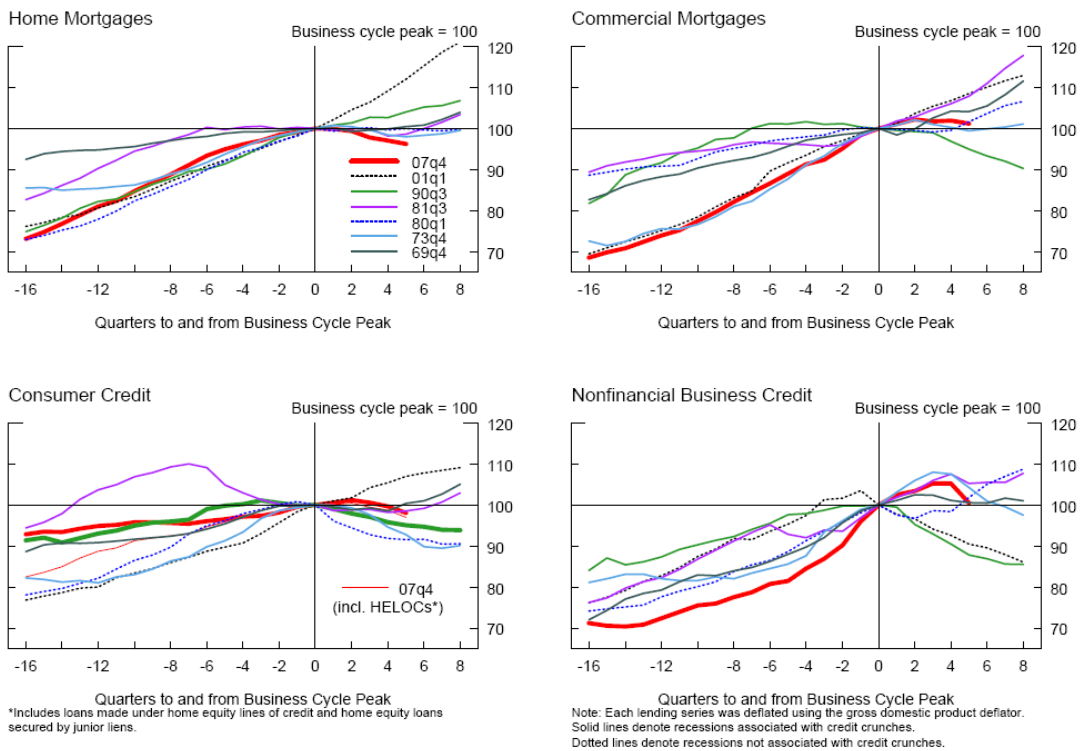 Home Mortgages
Business cycle peak = 100
120
110
100
90
80
70
07q4
01q1
90q3
81q3
80q1
73q4
69q4
-16 -12 -8 -6 -4 -2 0 2 4 6 8
Quarters to and from Business Cycle Peak
Commercial Mortgages
Business cycle peak = 100
120
110
100
90
80
70
-16 -12 -8 -6 -4 -2 0 2 4 6 8
Quarters to and from Business Cycle Peak
Consumer Credit
Business cycle peak = 100
120
110
100
90
80
70
07q4
(incl. HELOCs*)
-16 -12 -8 -6 -4 -2 0 2 4 6 8
Quarters to and from Business Cycle Peak
*Includes loans made under home equity lines of credit and home equity loans
secured by junior liens.
Nonfinancial Business Credit
Business cycle peak = 100
120
110
100
90
80
70
-16 -12 -8 -6 -4 -2 0 2 4 6 8
Quarters to and from Business Cycle Peak
Note: Each lending series was deflated using the gross domestic product deflator.
Solid lines denote recessions associated with credit crunches.
Dotted lines denote recessions not associated with credit crunches.